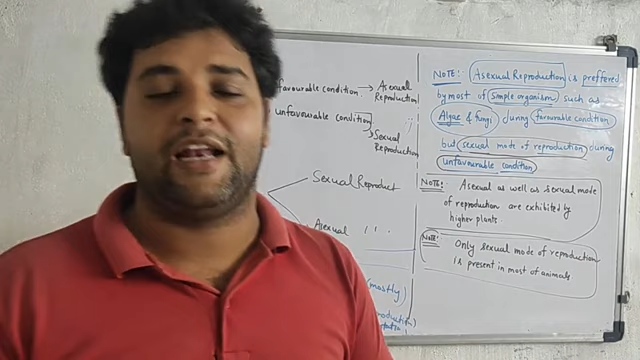 favourable condition → Asexual
Reproduction
unfavourable condition
→ Sexual
Reproduction
Sexual Reproduct
Asexual " "
(mostly)
NOTE: Asexual Reproduction is preffered
by most of simple organism such as
Algae & fungi during favourable condition
but sexual mode of reproduction during
unfavourable condition
NOTE: Asexual as well as sexual mode
of reproduction are exhibited by
higher plants.
Note: Only sexual mode of reproduction
is present in most of animals